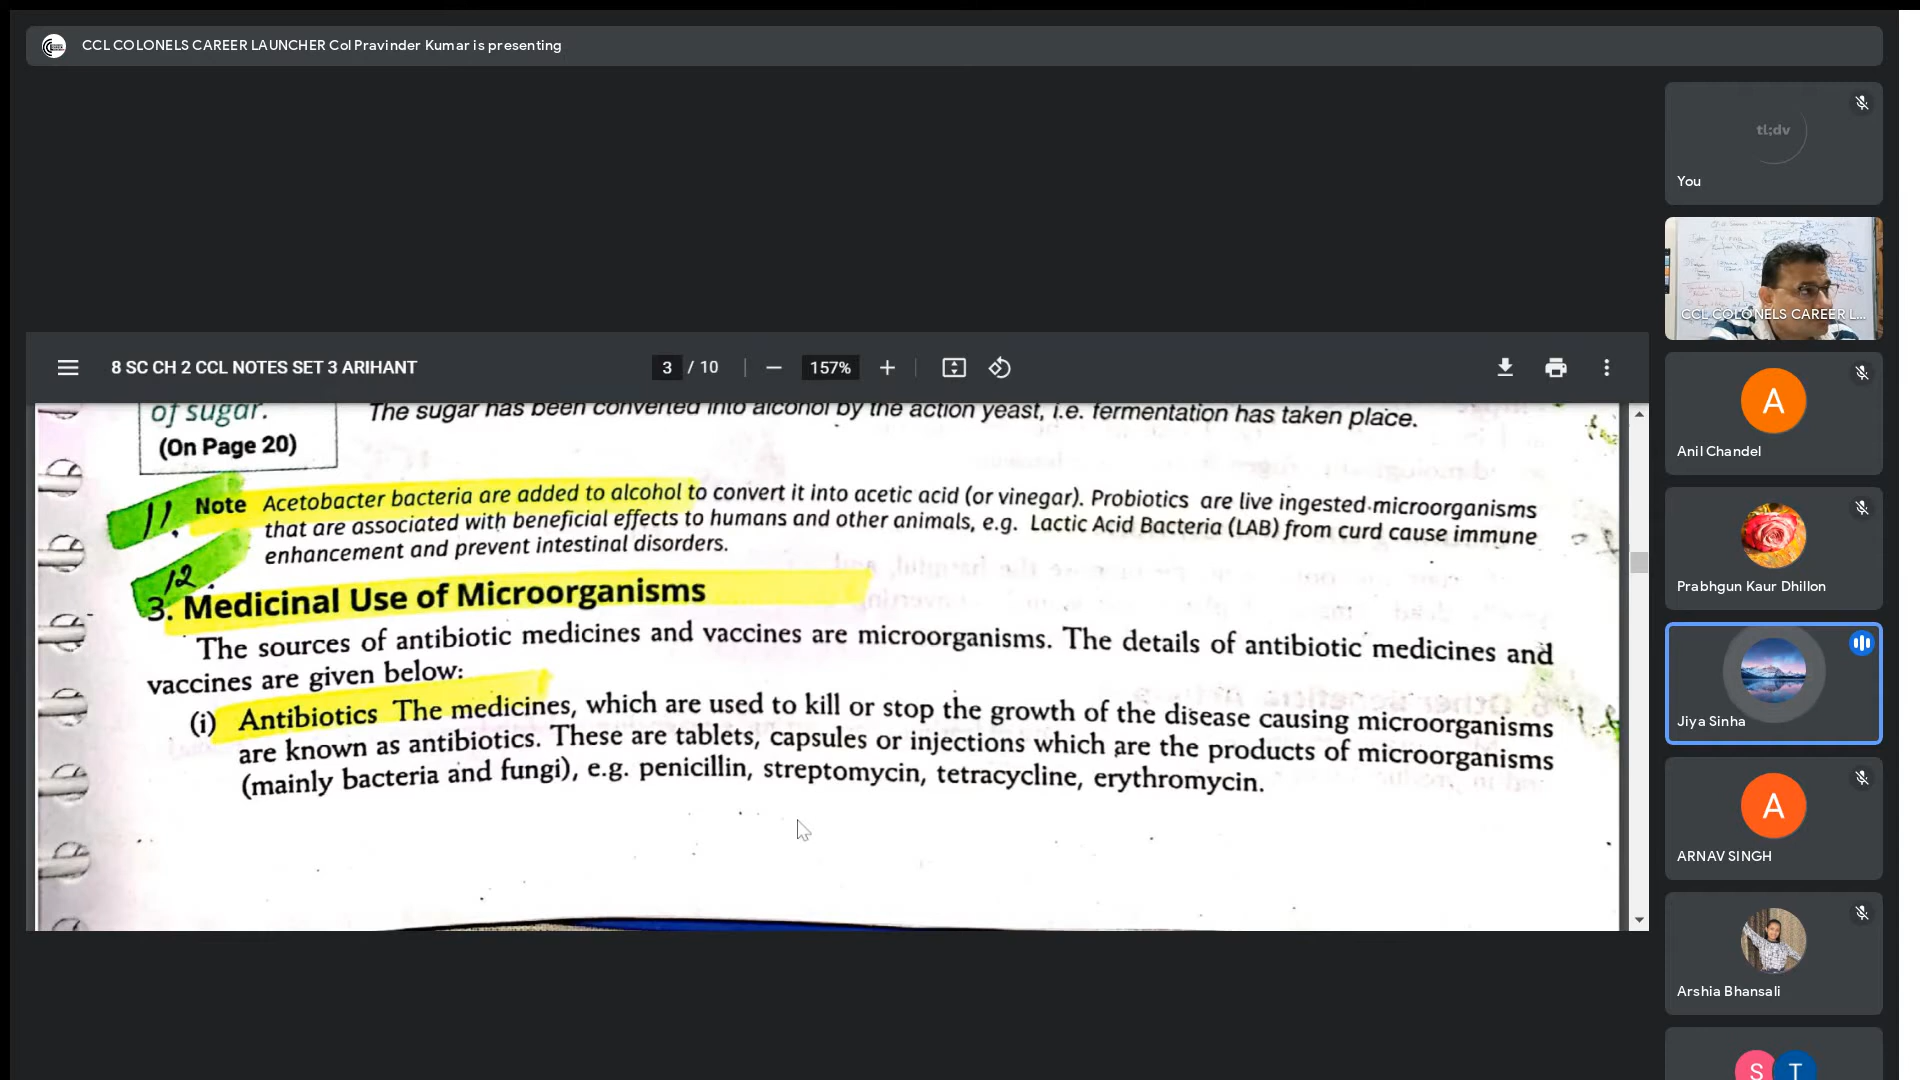 CCL COLONELS CAREER LAUNCHER Col Pravinder Kumar is presenting
tl;dv
You
CCL COLONELS CAREER L...
8 SC CH 2 CCL NOTES SET 3 ARIHANT
3 / 10
157%
of sugar.
(On Page 20)
The sugar has been converted into alcohol by the action yeast, i.e. fermentation has taken place.
11.
Note Acetobacter bacteria are added to alcohol to convert it into acetic acid (or vinegar). Probiotics are live ingested microorganisms
that are associated with beneficial effects to humans and other animals, e.g. Lactic Acid Bacteria (LAB) from curd cause immune
enhancement and prevent intestinal disorders.
12.
3. Medicinal Use of Microorganisms
The sources of antibiotic medicines and vaccines are microorganisms. The details of antibiotic medicines and
vaccines are given below:
(i) Antibiotics The medicines, which are used to kill or stop the growth of the disease causing microorganisms
are known as antibiotics. These are tablets, capsules or injections which are the products of microorganisms
(mainly bacteria and fungi), e.g. penicillin, streptomycin, tetracycline, erythromycin.
A
Anil Chandel
Prabhgun Kaur Dhillon
Jiya Sinha
A
ARNAV SINGH
Arshia Bhansali
S T